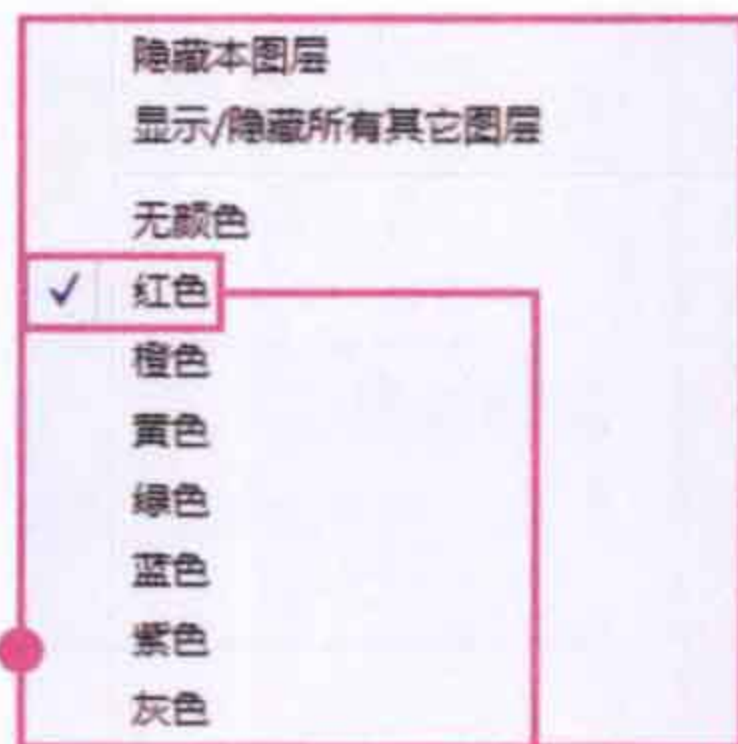 隐藏本图层
显示/隐藏所有其它图层
无颜色
红色
橙色
黄色
绿色
蓝色
紫色
灰色